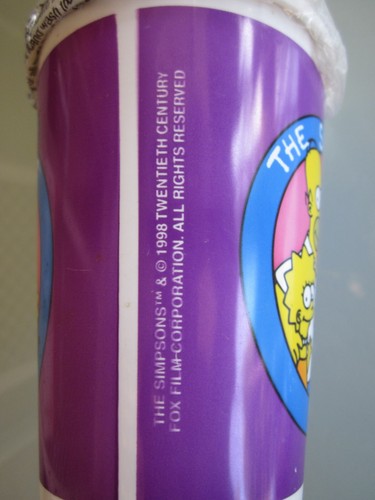 THE SIMPSONS™ & © 1998 TWENTIETH CENTURY
FOX FILM CORPORATION. ALL RIGHTS RESERVED
THE